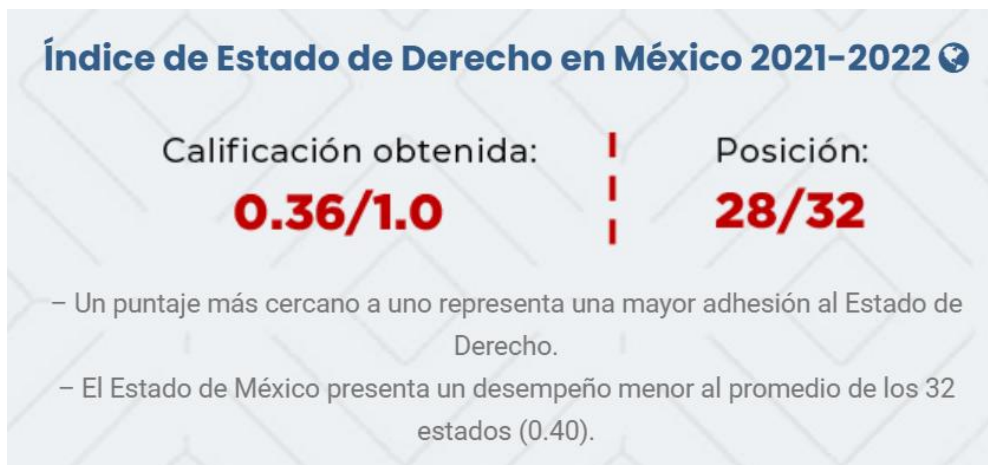 Índice de Estado de Derecho en México 2021-2022
Calificación obtenida:
0.36/1.0
Posición:
28/32
– Un puntaje más cercano a uno representa una mayor adhesión al Estado de
Derecho.
– El Estado de México presenta un desempeño menor al promedio de los 32
estados (0.40).